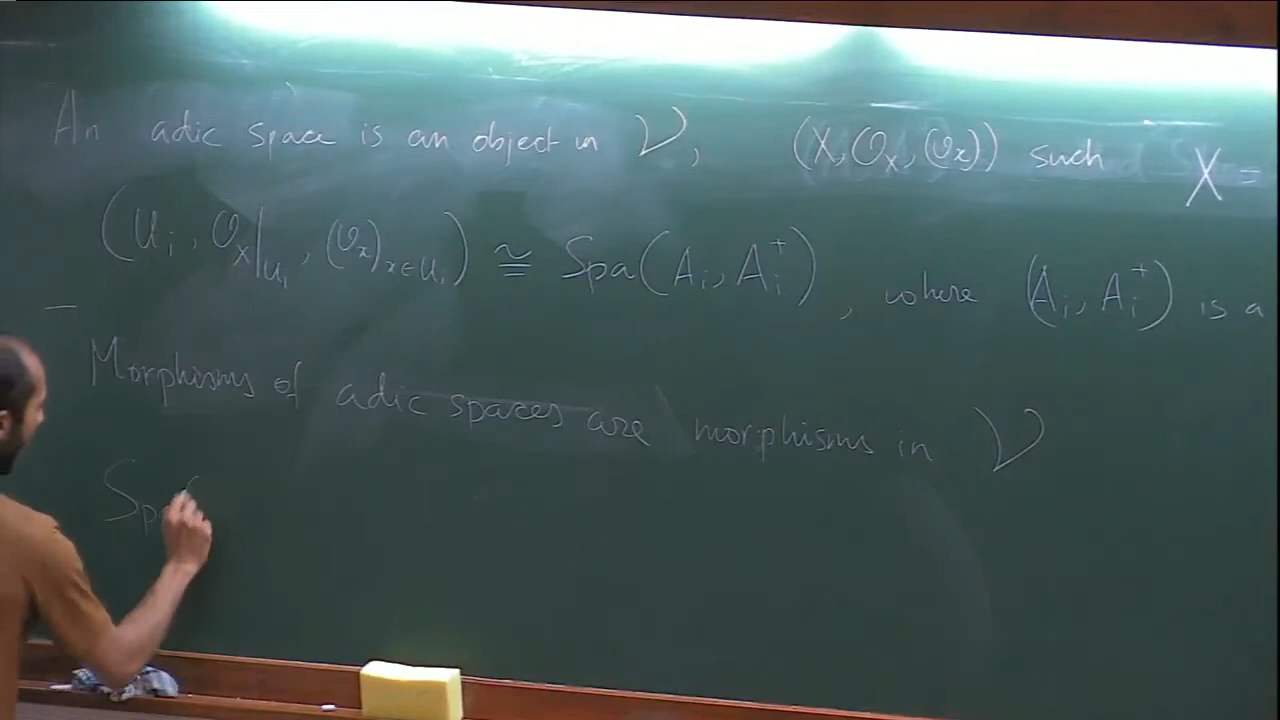 An adic space is an object in 𝒱, (X, O_X, (v_x)) such X =
(U_i, O_X|_{U_i}, (v_x)_{x∈U_i}) ≅ Spa(A_i, A_i^+), where (A_i, A_i^+) is a
Morphisms of adic spaces are morphisms in 𝒱
Spa